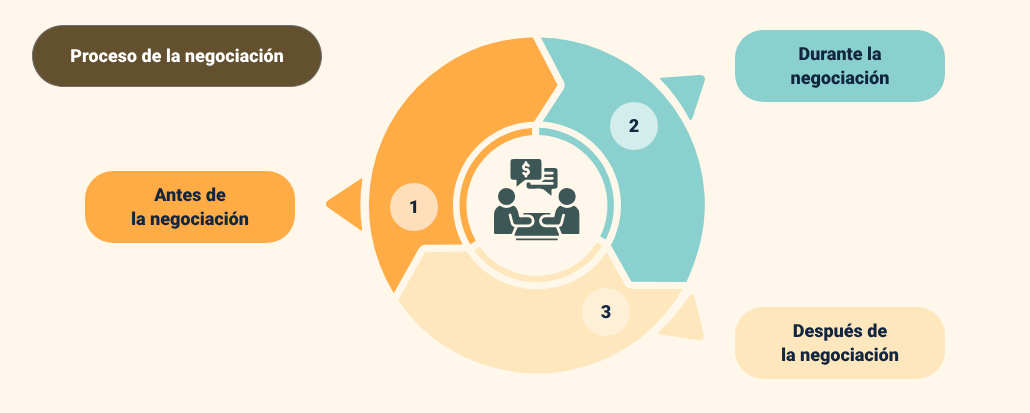 Proceso de la negociación
Antes de
la negociación
1
$
2
Durante la
negociación
3
Después de
la negociación